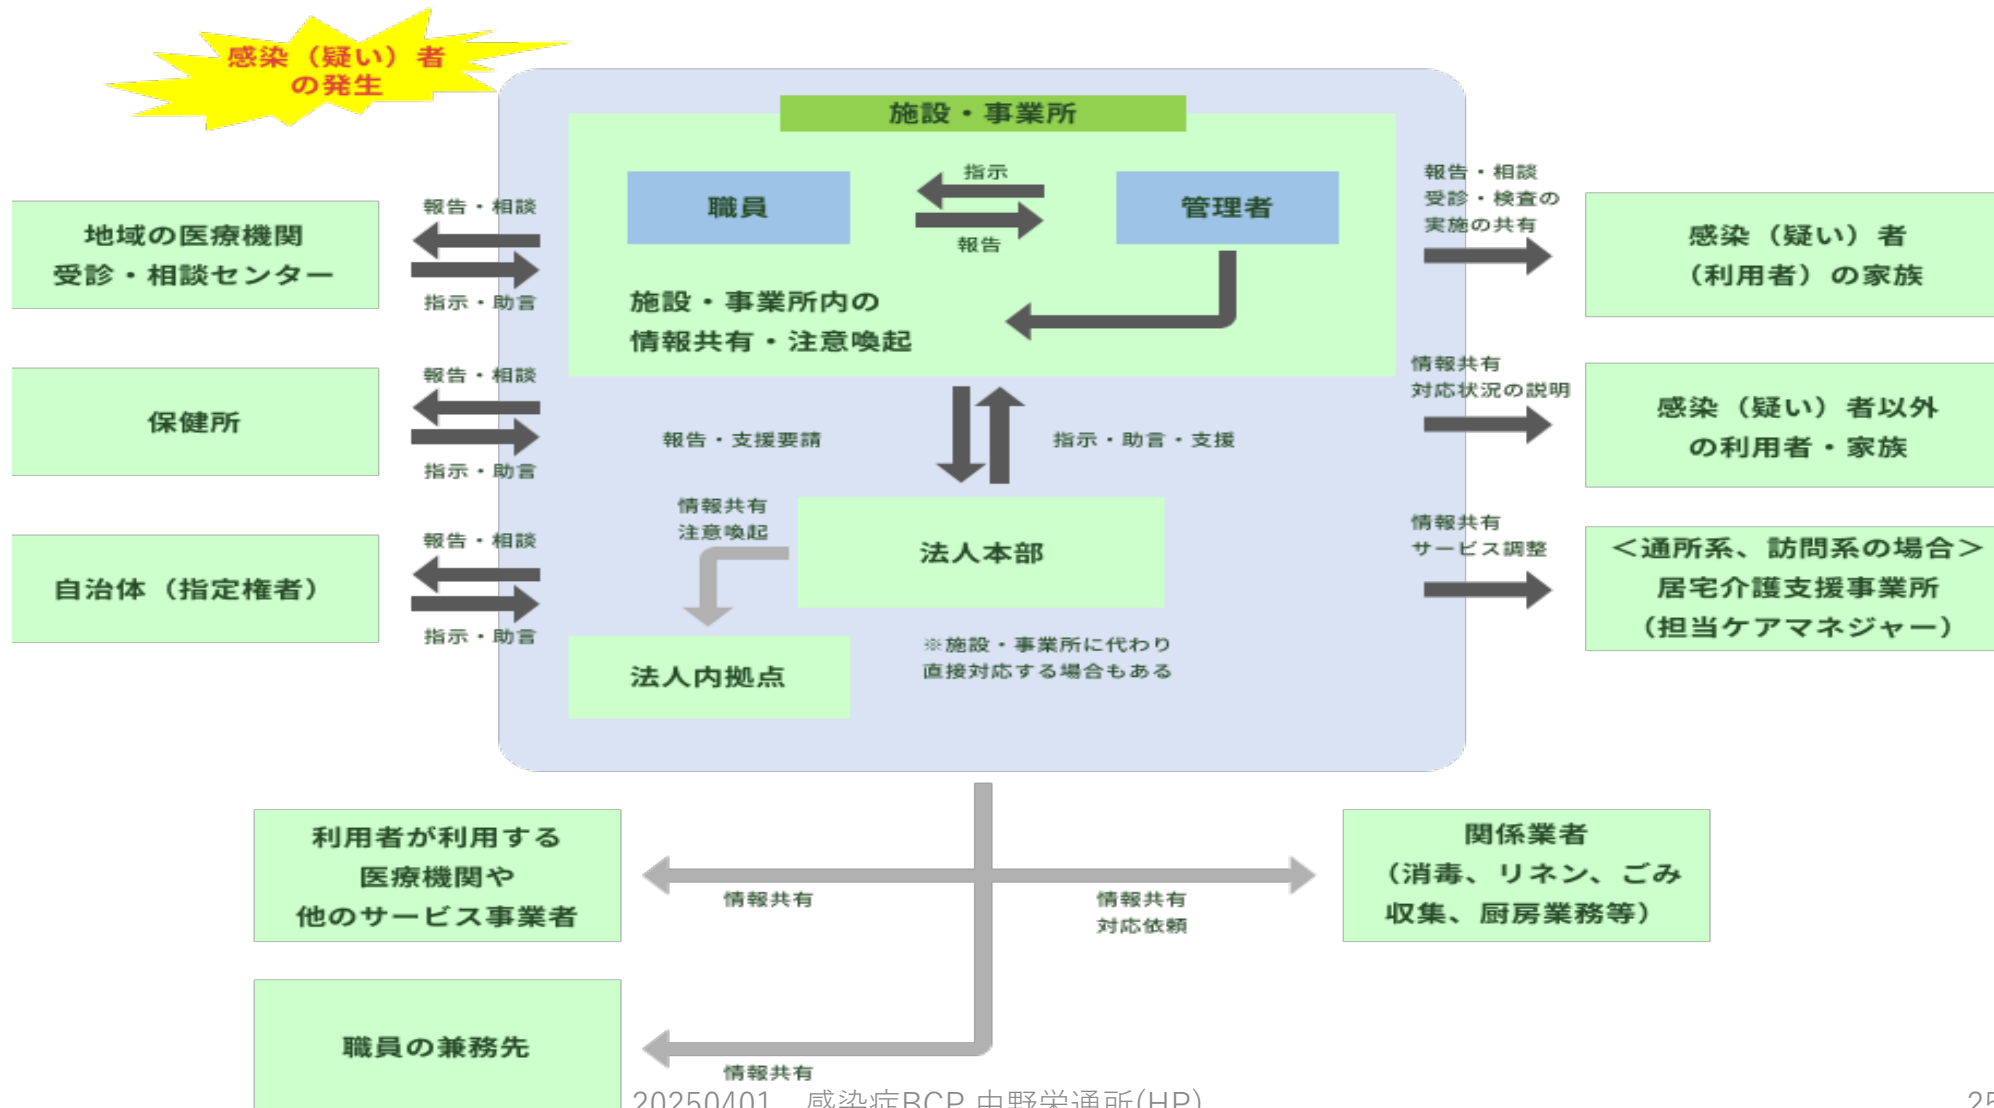 感染（疑い）者
の発生
施設・事業所
職員
指示
報告
管理者
施設・事業所内の
情報共有・注意喚起
地域の医療機関
受診・相談センター
報告・相談
指示・助言
保健所
報告・相談
指示・助言
自治体（指定権者）
報告・相談
指示・助言
報告・相談
受診・検査の
実施の共有
感染（疑い）者
（利用者）の家族
情報共有
対応状況の説明
感染（疑い）者以外
の利用者・家族
情報共有
サービス調整
＜通所系、訪問系の場合＞
居宅介護支援事業所
（担当ケアマネジャー）
報告・支援要請
指示・助言・支援
情報共有
注意喚起
法人本部
法人内拠点
※施設・事業所に代わり
直接対応する場合もある
利用者が利用する
医療機関や
他のサービス事業者
情報共有
情報共有
対応依頼
関係業者
（消毒、リネン、ごみ
収集、厨房業務等）
職員の兼務先
情報共有
20250401 感染症BCP 中野栄通所(HP)
25